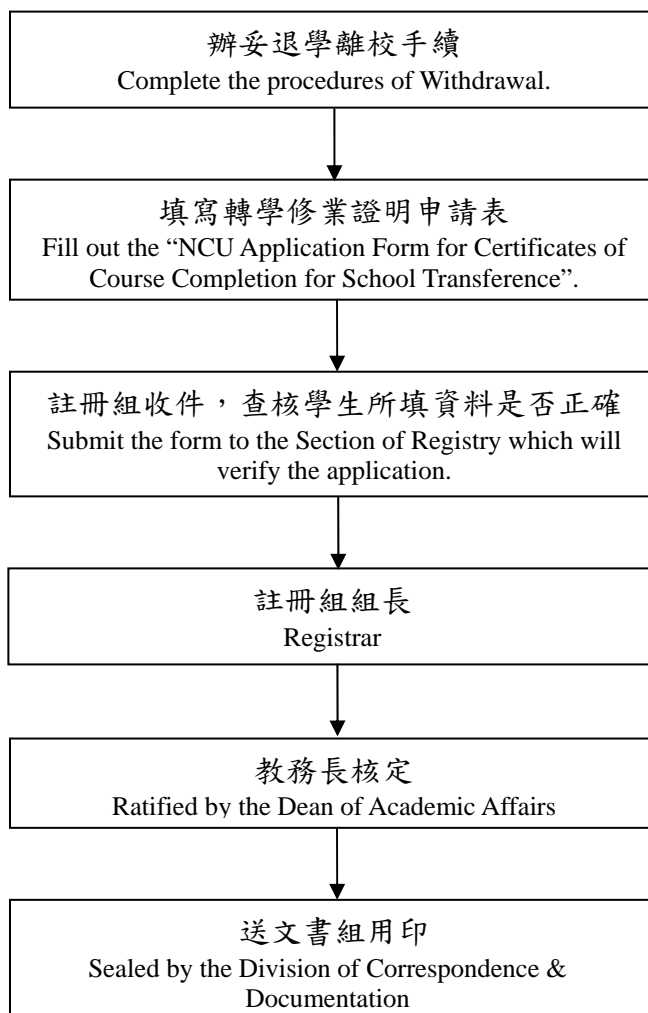 辦妥退學離校手續
Complete the procedures of Withdrawal.
填寫轉學修業證明申請表
Fill out the “NCU Application Form for Certificates of
Course Completion for School Transference”.
註冊組收件，查核學生所填資料是否正確
Submit the form to the Section of Registry which will
verify the application.
註冊組組長
Registrar
教務長核定
Ratified by the Dean of Academic Affairs
送文書組用印
Sealed by the Division of Correspondence &
Documentation